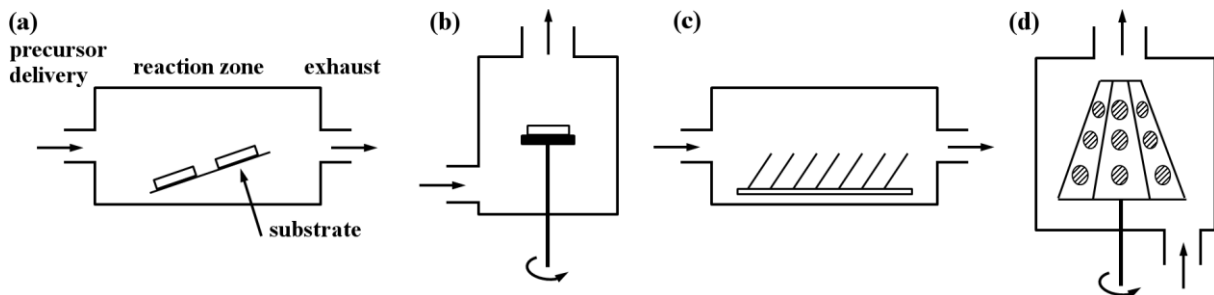 (a)
precursor
delivery
reaction zone
exhaust
substrate
(b)
(c)
(d)